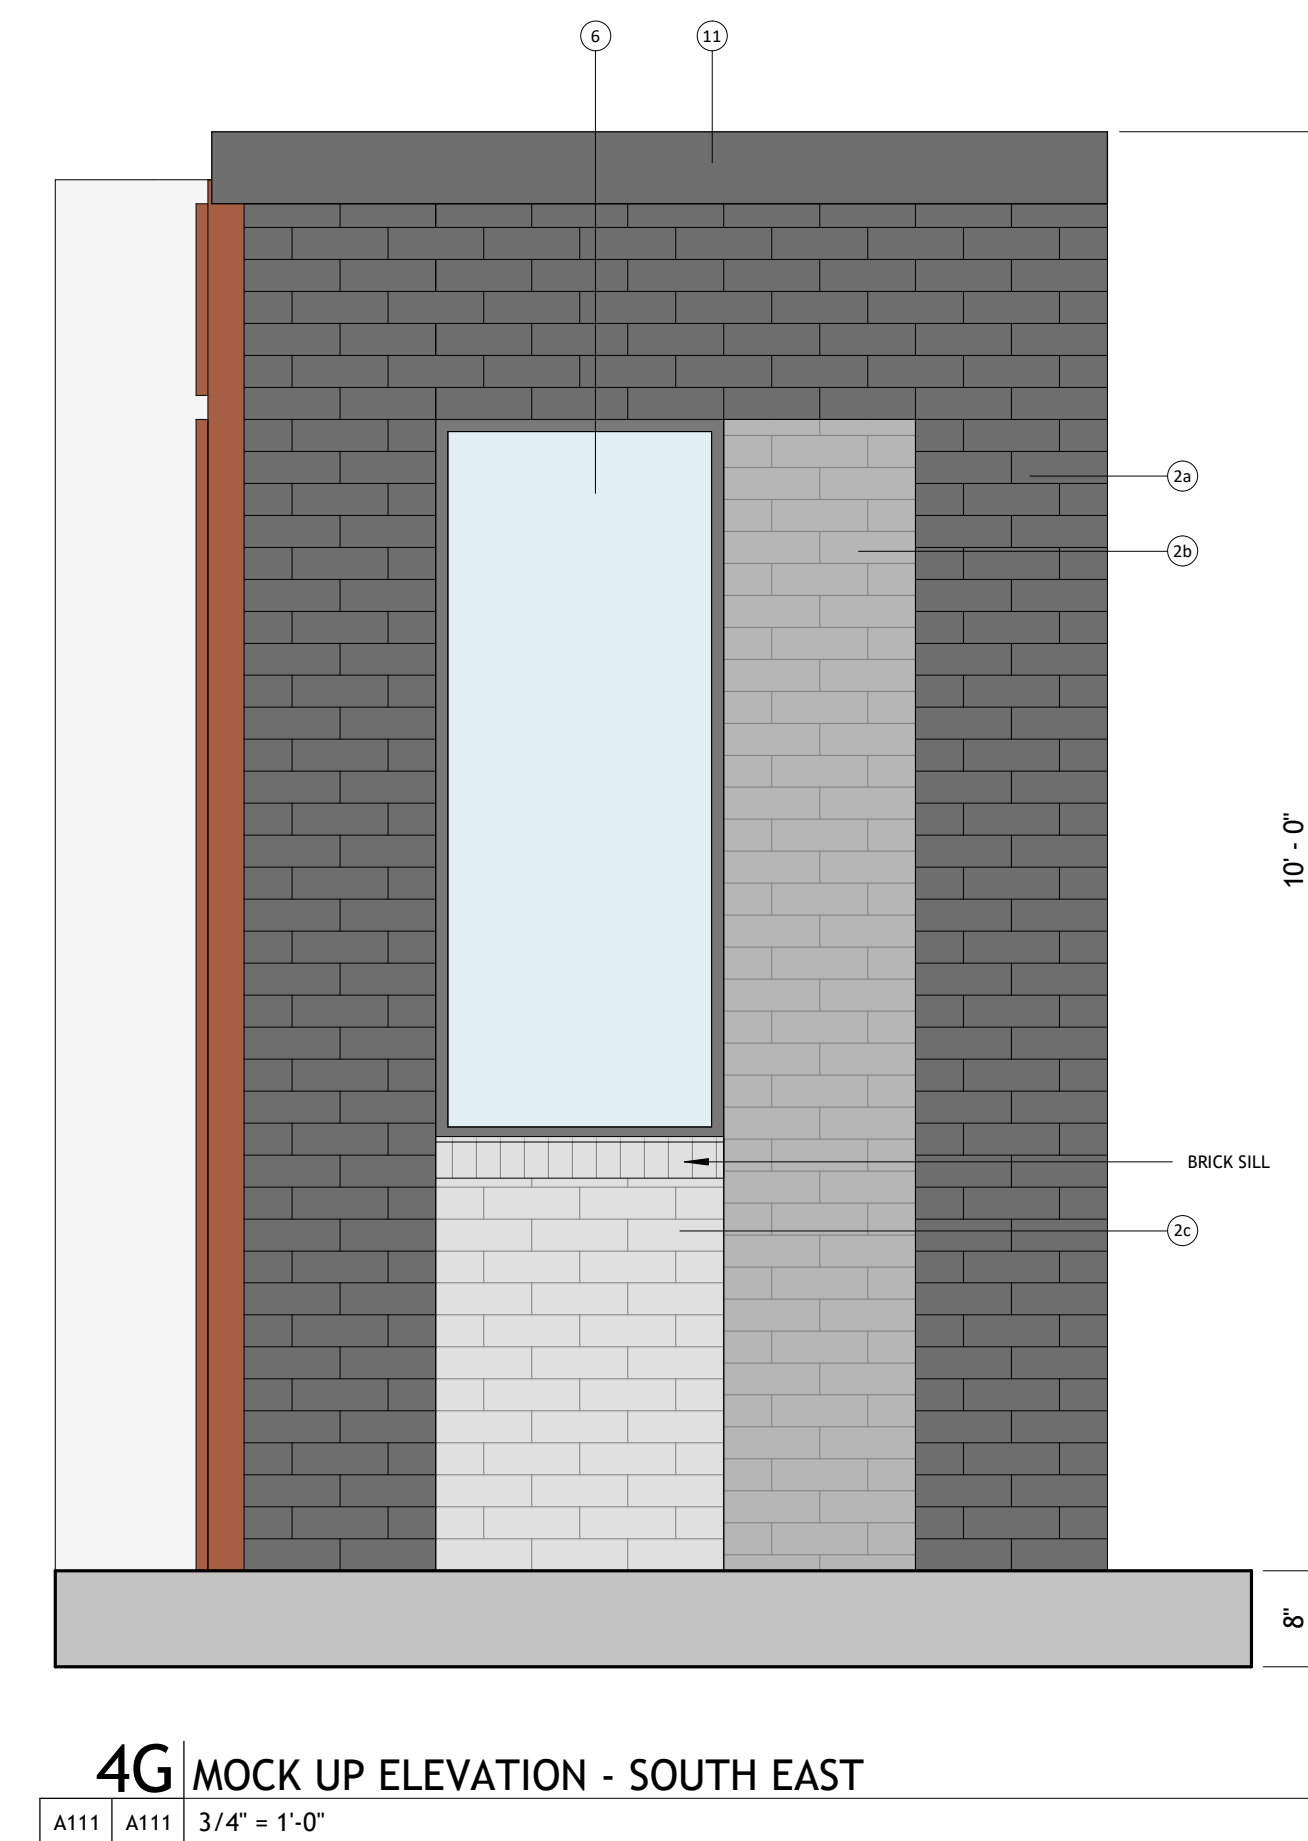 6
11
2a
2b
10' - 0"
BRICK SILL
2c
8"
4G MOCK UP ELEVATION - SOUTH EAST
A111 A111 3/4" = 1'-0"